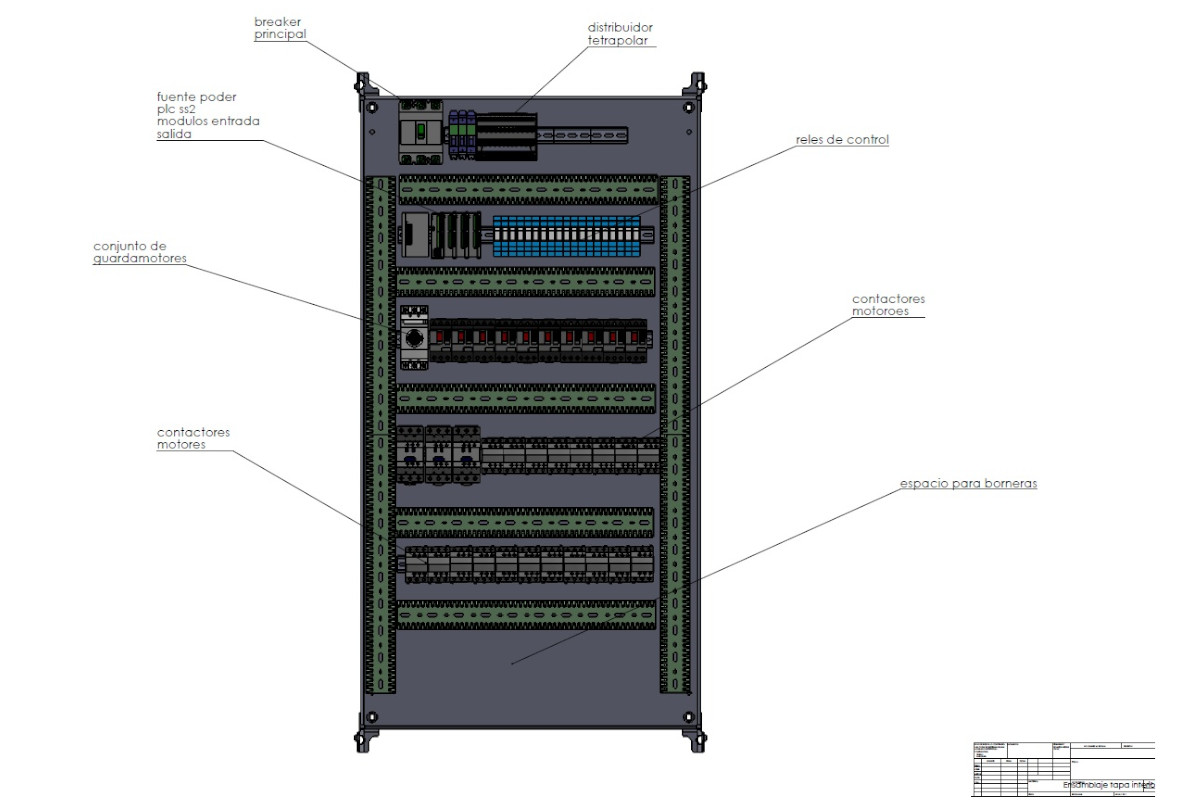 breaker
principal
distribuidor
tetrapolar
fuente poder
plc ss2
modulos entrada
salida
reles de control
conjunto de
guardamotores
contactores
motoroes
contactores
motores
espacio para borneras
Ensamblaje tapa interio